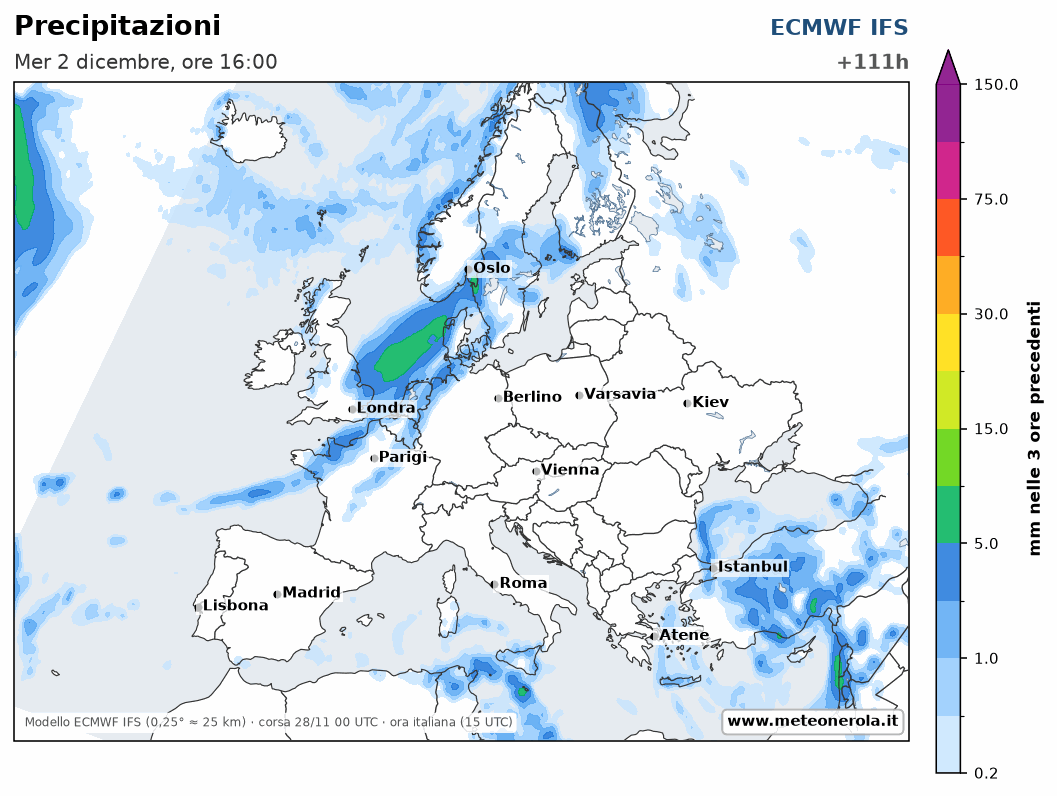 Precipitazioni
ECMWF IFS
Mer 2 dicembre, ore 16:00
+111h
150.0
75.0
30.0
15.0
5.0
1.0
0.2
mm nelle 3 ore precedenti
Oslo
Londra
Berlino
Varsavia
Kiev
Parigi
Vienna
Istanbul
Roma
Madrid
Lisbona
Atene
Modello ECMWF IFS (0,25° ≈ 25 km) · corsa 28/11 00 UTC · ora italiana (15 UTC)
www.meteonerola.it